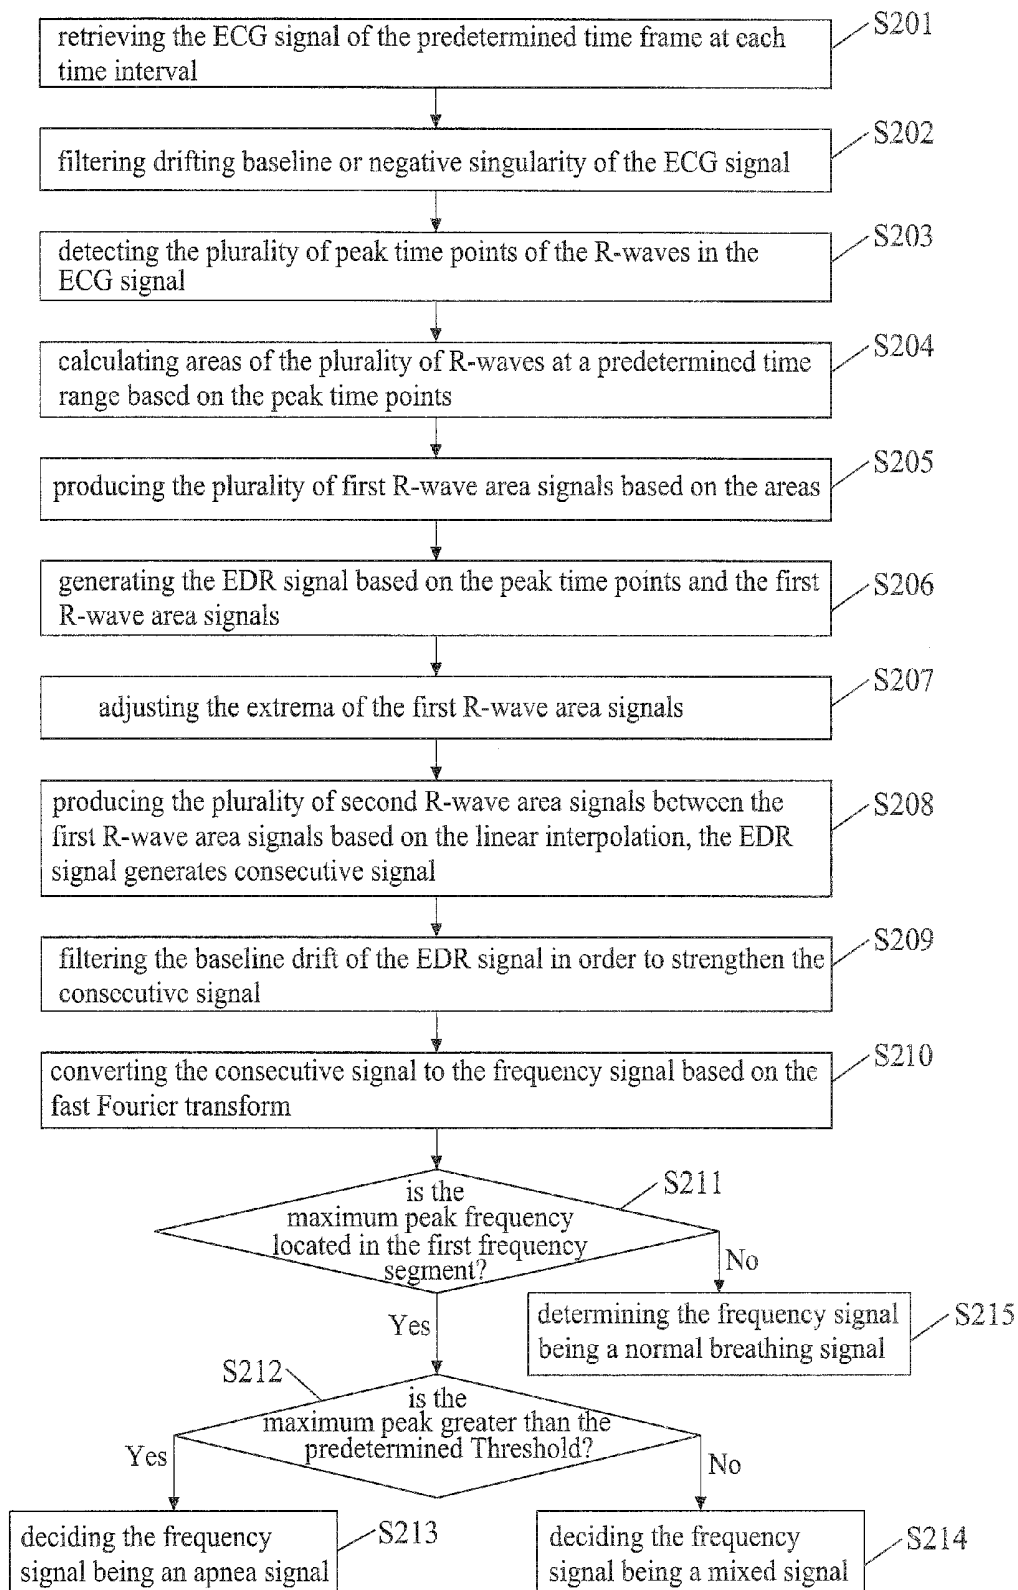 retrieving the ECG signal of the predetermined time frame at each
time interval
S201
filtering drifting baseline or negative singularity of the ECG signal
S202
detecting the plurality of peak time points of the R-waves in the
ECG signal
S203
calculating areas of the plurality of R-waves at a predetermined time
range based on the peak time points
S204
producing the plurality of first R-wave area signals based on the areas
S205
generating the EDR signal based on the peak time points and the first
R-wave area signals
S206
adjusting the extrema of the first R-wave area signals
S207
producing the plurality of second R-wave area signals between the
first R-wave area signals based on the linear interpolation, the EDR
signal generates consecutive signal
S208
filtering the baseline drift of the EDR signal in order to strengthen the
consecutive signal
S209
converting the consecutive signal to the frequency signal based on the
fast Fourier transform
S210
is the
maximum peak frequency
located in the first frequency
segment?
S211
No
Yes
determining the frequency signal
being a normal breathing signal
S215
S212
is the
maximum peak greater than the
predetermined Threshold?
Yes
No
deciding the frequency
signal being an apnea signal
S213
deciding the frequency
signal being a mixed signal
S214